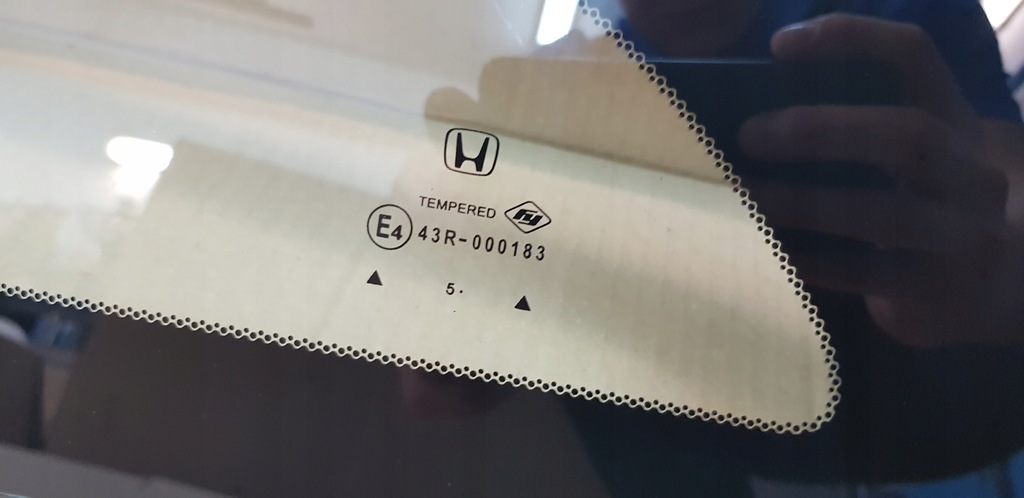 TEMPERED
E4 43R-000183
5.